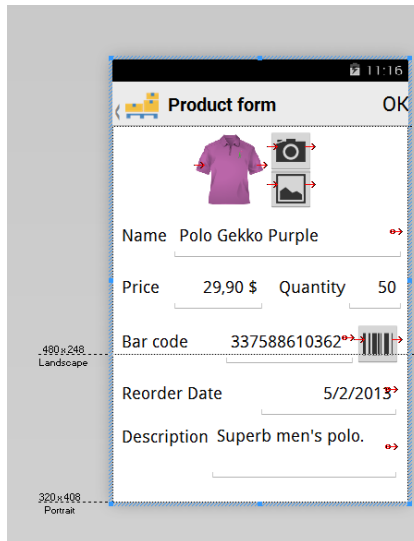 11:16
Product form OK
Name Polo Gekko Purple
Price 29,90 $ Quantity 50
Bar code 337588610362
480 x 248
Landscape
Reorder Date 5/2/2013
Description Superb men's polo.
320 x 408
Portrait